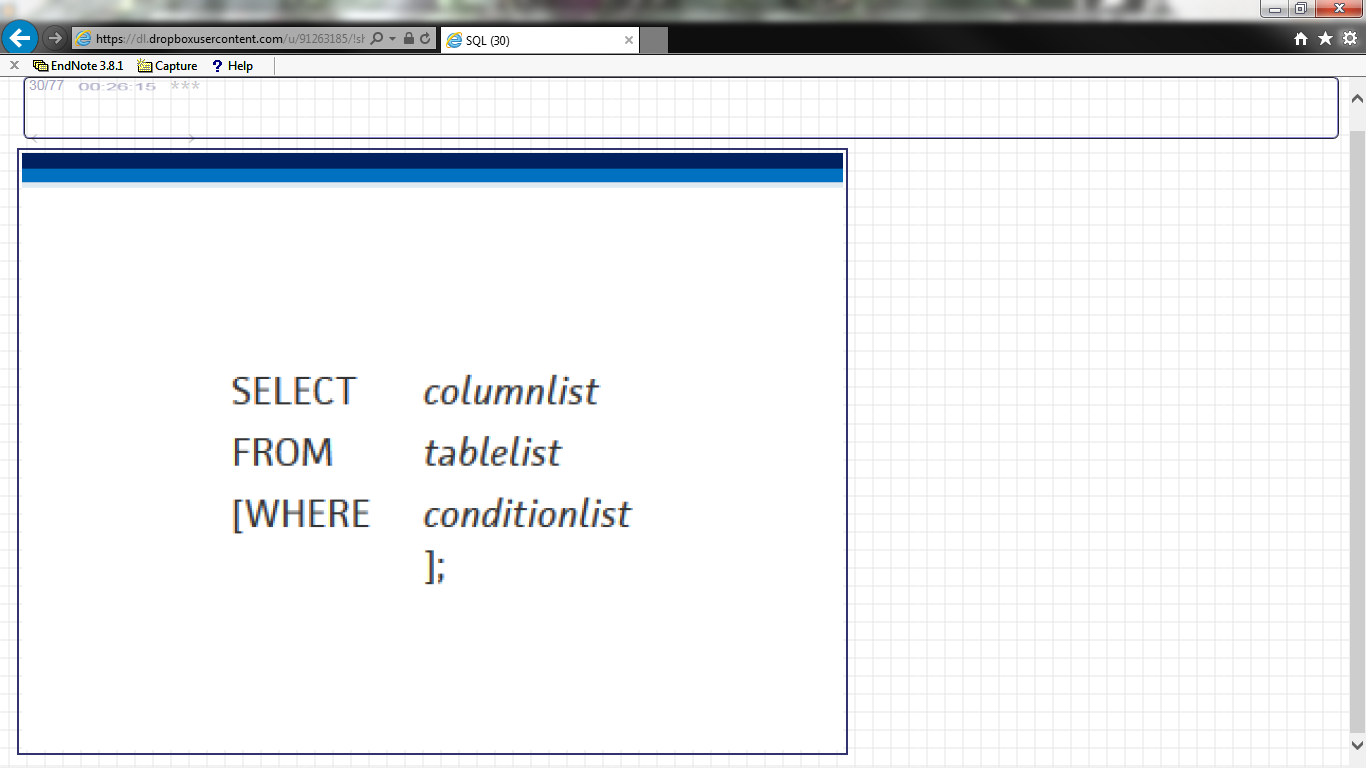 https://dl.dropboxusercontent.com/u/91263185/!sl
SQL (30)
x EndNote 3.8.1 Capture ? Help
30/77 00:26:15 ***
< >
SELECT columnlist
FROM tablelist
[WHERE conditionlist
];